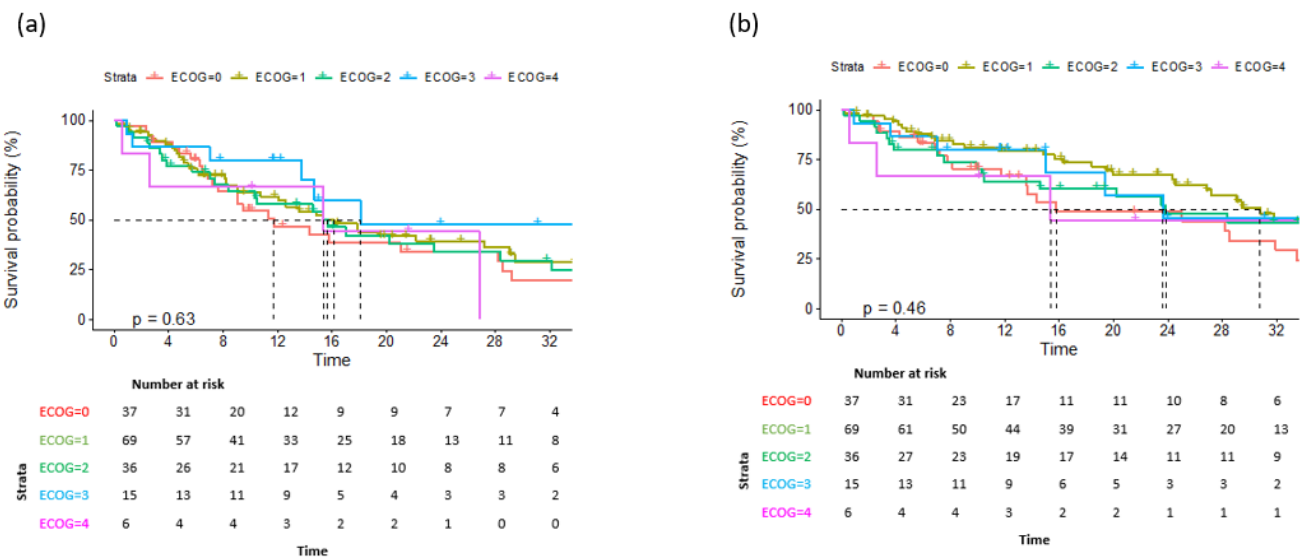 (a)
Strata ECOG=0 ECOG=1 ECOG=2 ECOG=3 ECOG=4
Survival probability (%)
100
75
50
25
0
p = 0.63
0 4 8 12 16 20 24 28 32
Time
Number at risk
Strata
ECOG=0 37 31 20 12 9 9 7 7 4
ECOG=1 69 57 41 33 25 18 13 11 8
ECOG=2 36 26 21 17 12 10 8 8 6
ECOG=3 15 13 11 9 5 4 3 3 2
ECOG=4 6 4 4 3 2 2 1 0 0
Time
(b)
Strata ECOG=0 ECOG=1 ECOG=2 ECOG=3 ECOG=4
Survival probability (%)
100
75
50
25
0
p = 0.46
0 4 8 12 16 20 24 28 32
Time
Number at risk
Strata
ECOG=0 37 31 23 17 11 11 10 8 6
ECOG=1 69 61 50 44 39 31 27 20 13
ECOG=2 36 27 23 19 17 14 11 11 9
ECOG=3 15 13 11 9 6 5 3 3 2
ECOG=4 6 4 4 3 2 2 1 1 1
Time